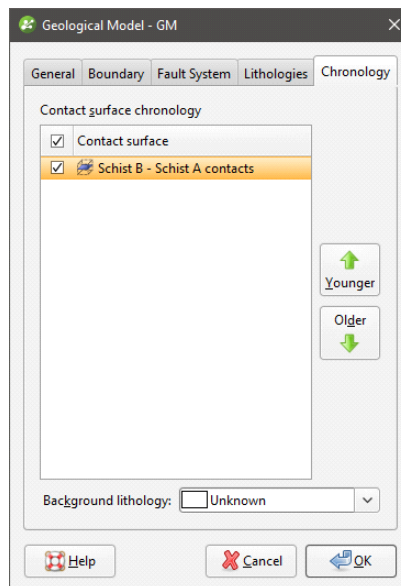 Geological Model - GM
General Boundary Fault System Lithologies Chronology
Contact surface chronology
Contact surface
Schist B - Schist A contacts
Younger
Older
Background lithology: Unknown
Help Cancel OK